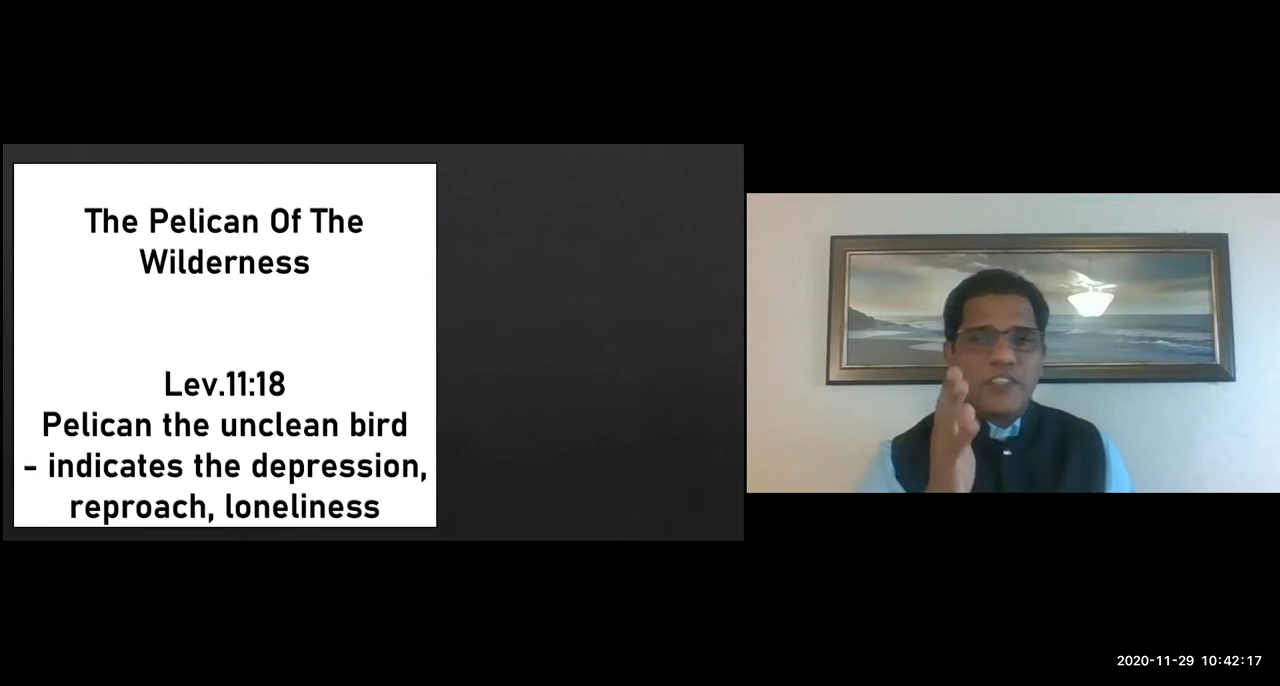 The Pelican Of The
Wilderness
Lev.11:18
Pelican the unclean bird
- indicates the depression,
reproach, loneliness
2020-11-29 10:42:17